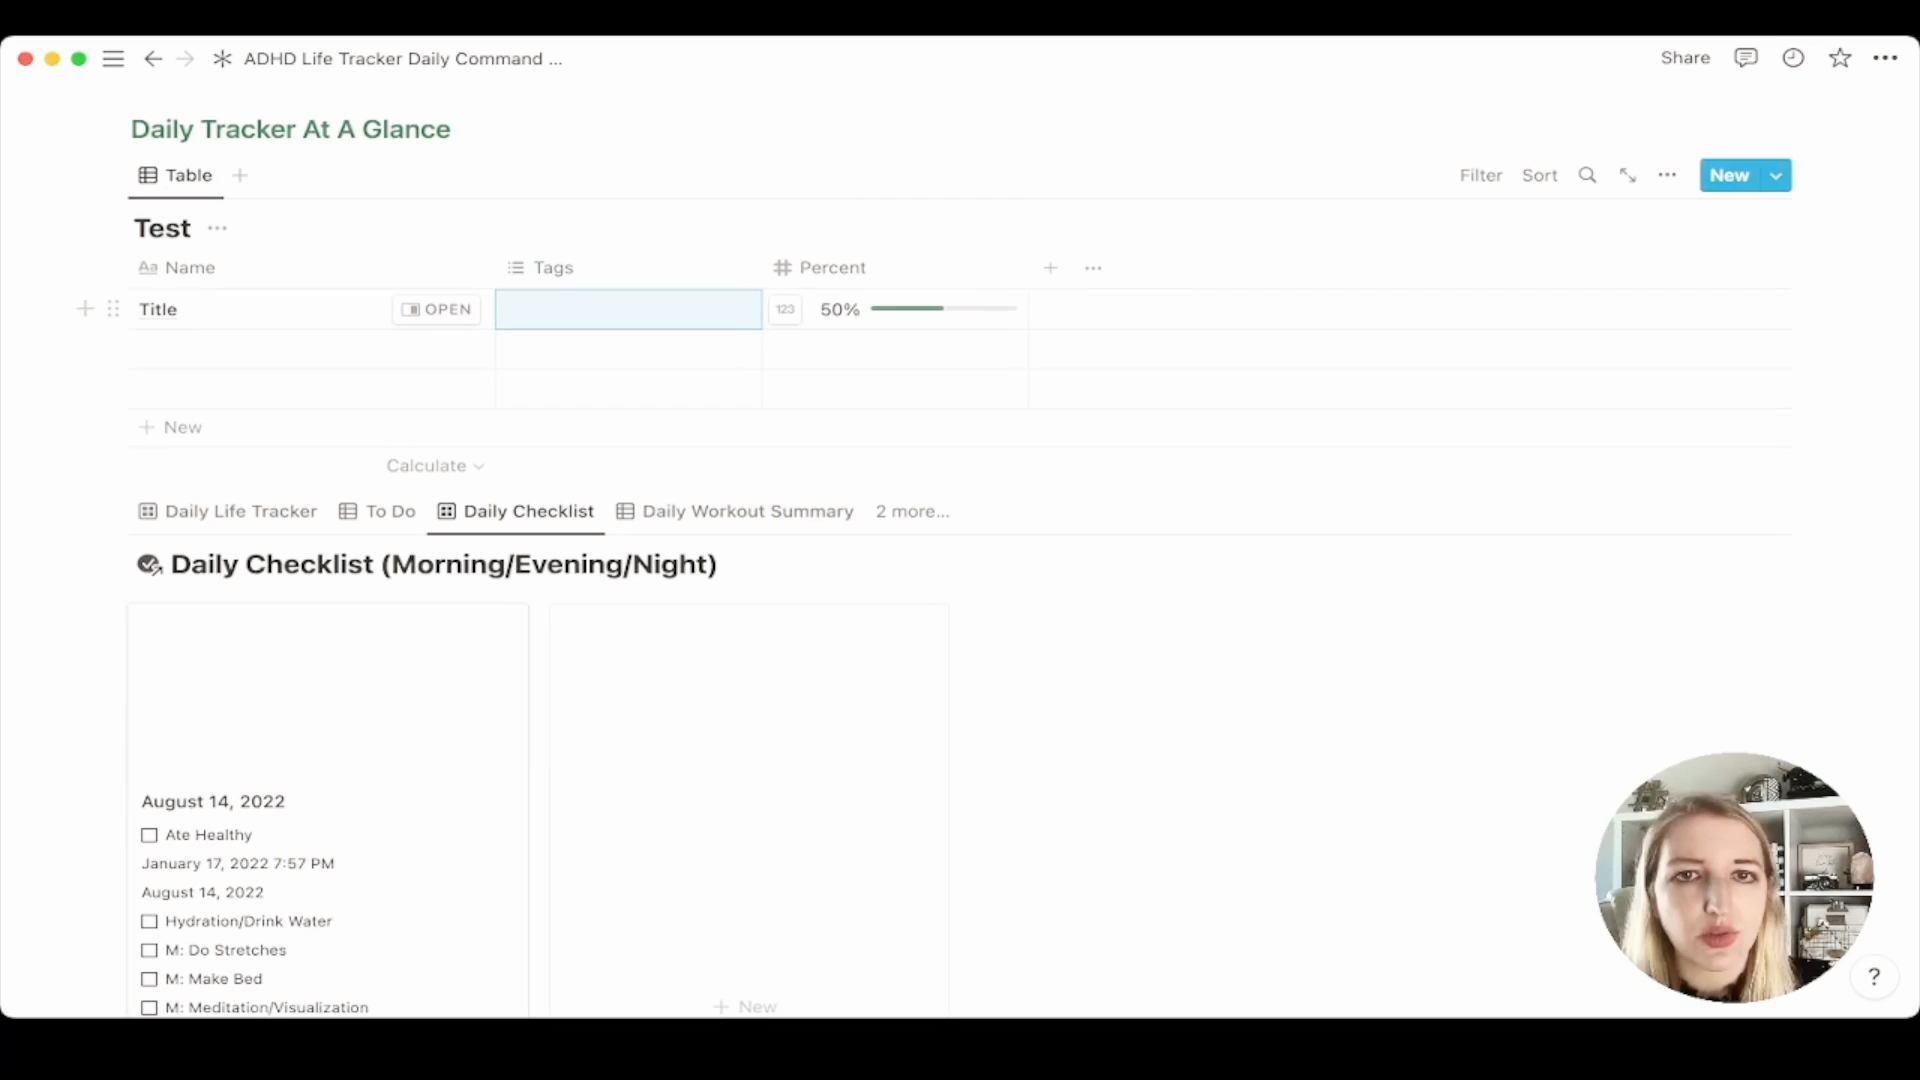 ADHD Life Tracker Daily Command ...
Share
Daily Tracker At A Glance
Table
Filter Sort New
Test
Aa Name Tags Percent
Title OPEN 123 50%
New
Calculate
Daily Life Tracker To Do Daily Checklist Daily Workout Summary 2 more...
Daily Checklist (Morning/Evening/Night)
August 14, 2022
Ate Healthy
January 17, 2022 7:57 PM
August 14, 2022
Hydration/Drink Water
M: Do Stretches
M: Make Bed
M: Meditation/Visualization
New
?